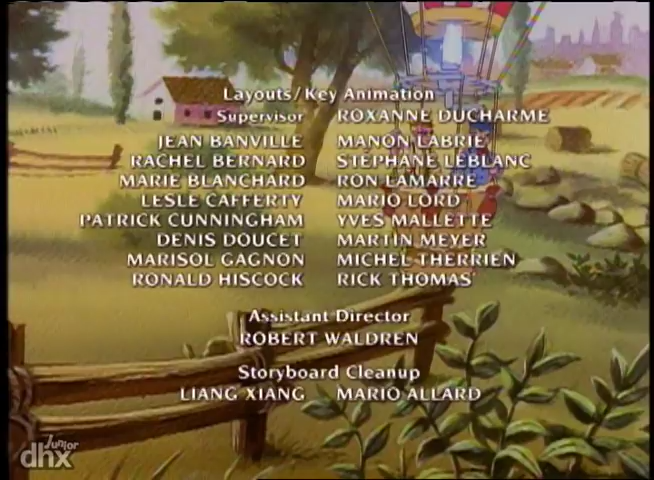 Layouts/Key Animation
Supervisor ROXANNE DUCHARME
JEAN BANVILLE MANON LABRIE
RACHEL BERNARD STÉPHANE LEBLANC
MARIE BLANCHARD RON LAMARRE
LESLE CAFFERTY MARIO LORD
PATRICK CUNNINGHAM YVES MALLETTE
DENIS DOUCET MARTIN MEYER
MARISOL GAGNON MICHEL THERRIEN
RONALD HISCOCK RICK THOMAS
Assistant Director
ROBERT WALDREN
Storyboard Cleanup
LIANG XIANG MARIO ALLARD
Junior
dhx